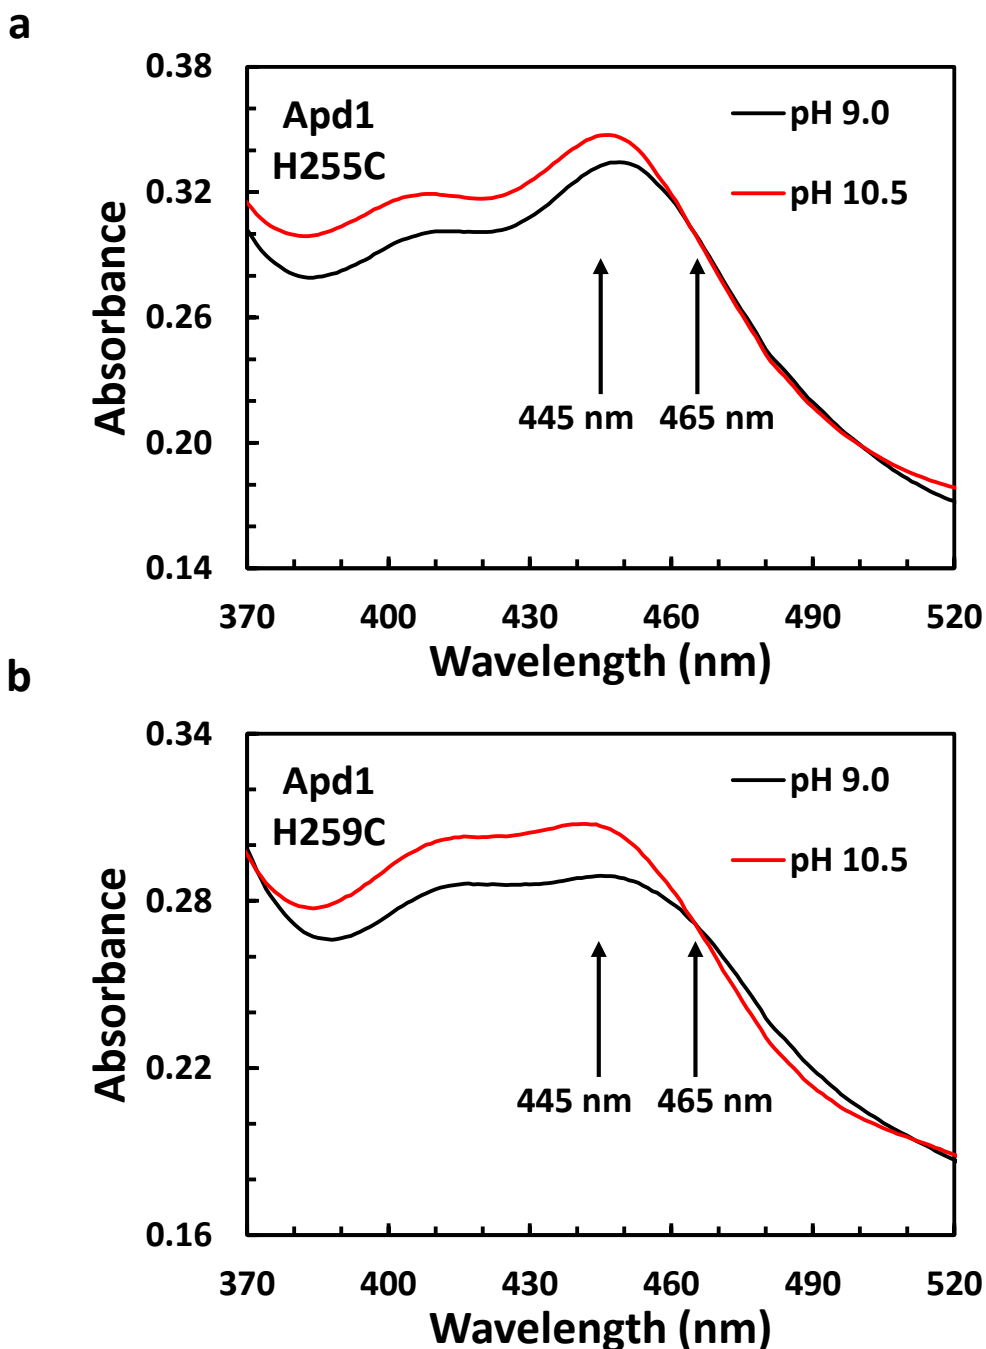 a
0.38
0.32
0.26
0.20
0.14
Absorbance
Apd1
H255C
pH 9.0
pH 10.5
445 nm
465 nm
370
400
430
460
490
520
Wavelength (nm)
b
0.34
0.28
0.22
0.16
Absorbance
Apd1
H259C
pH 9.0
pH 10.5
445 nm
465 nm
370
400
430
460
490
520
Wavelength (nm)